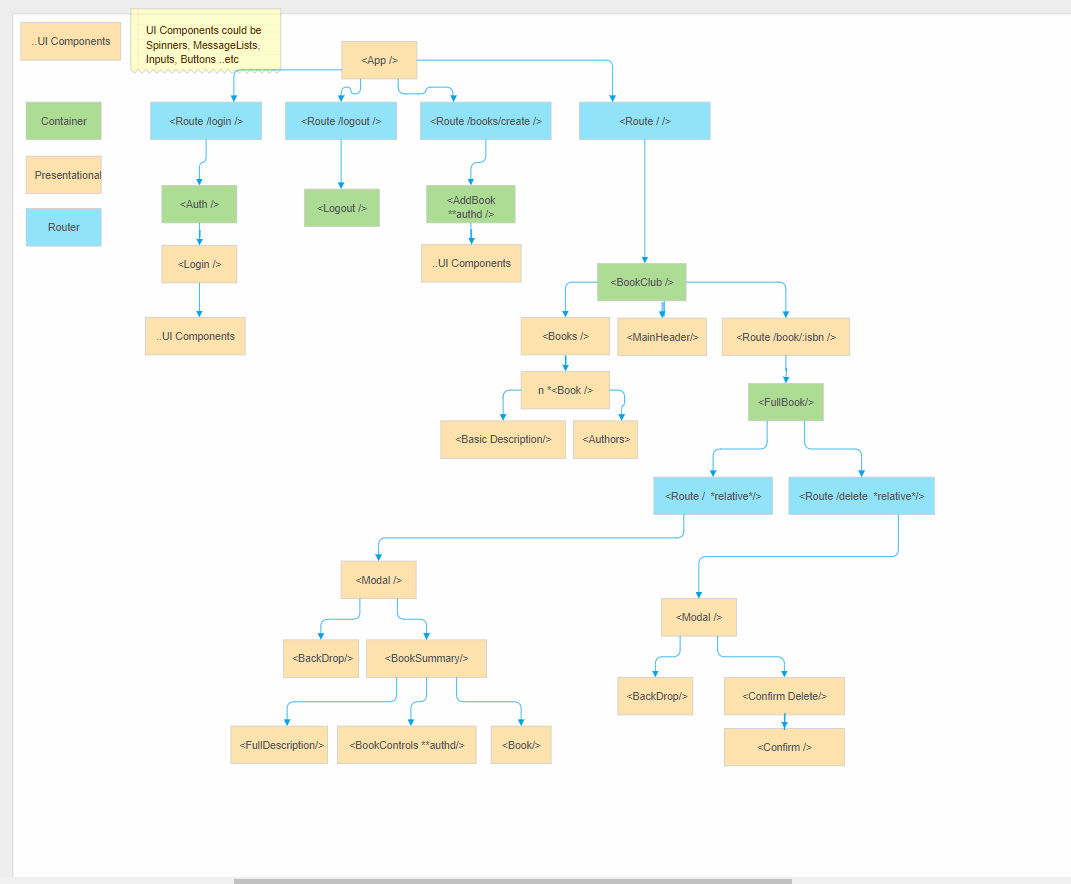 ..UI Components
UI Components could be
Spinners, MessageLists,
Inputs, Buttons ..etc
<App />
Container
Presentational
Router
<Route /login />
<Route /logout />
<Route /books/create />
<Route / />
<Auth />
<Logout />
<AddBook
**authd />
<Login />
..UI Components
..UI Components
<BookClub />
<Books />
<MainHeader/>
<Route /book/:isbn />
n *<Book />
<FullBook/>
<Basic Description/>
<Authors>
<Route /  *relative*/>
<Route /delete  *relative*/>
<Modal />
<Modal />
<BackDrop/>
<BookSummary/>
<BackDrop/>
<Confirm Delete/>
<FullDescription/>
<BookControls **authd/>
<Book/>
<Confirm />